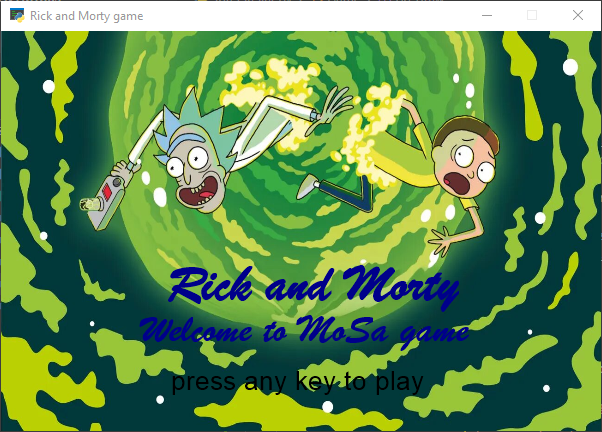 Rick and Morty game
Rick and Morty
Welcome to MoSa game
press any key to play